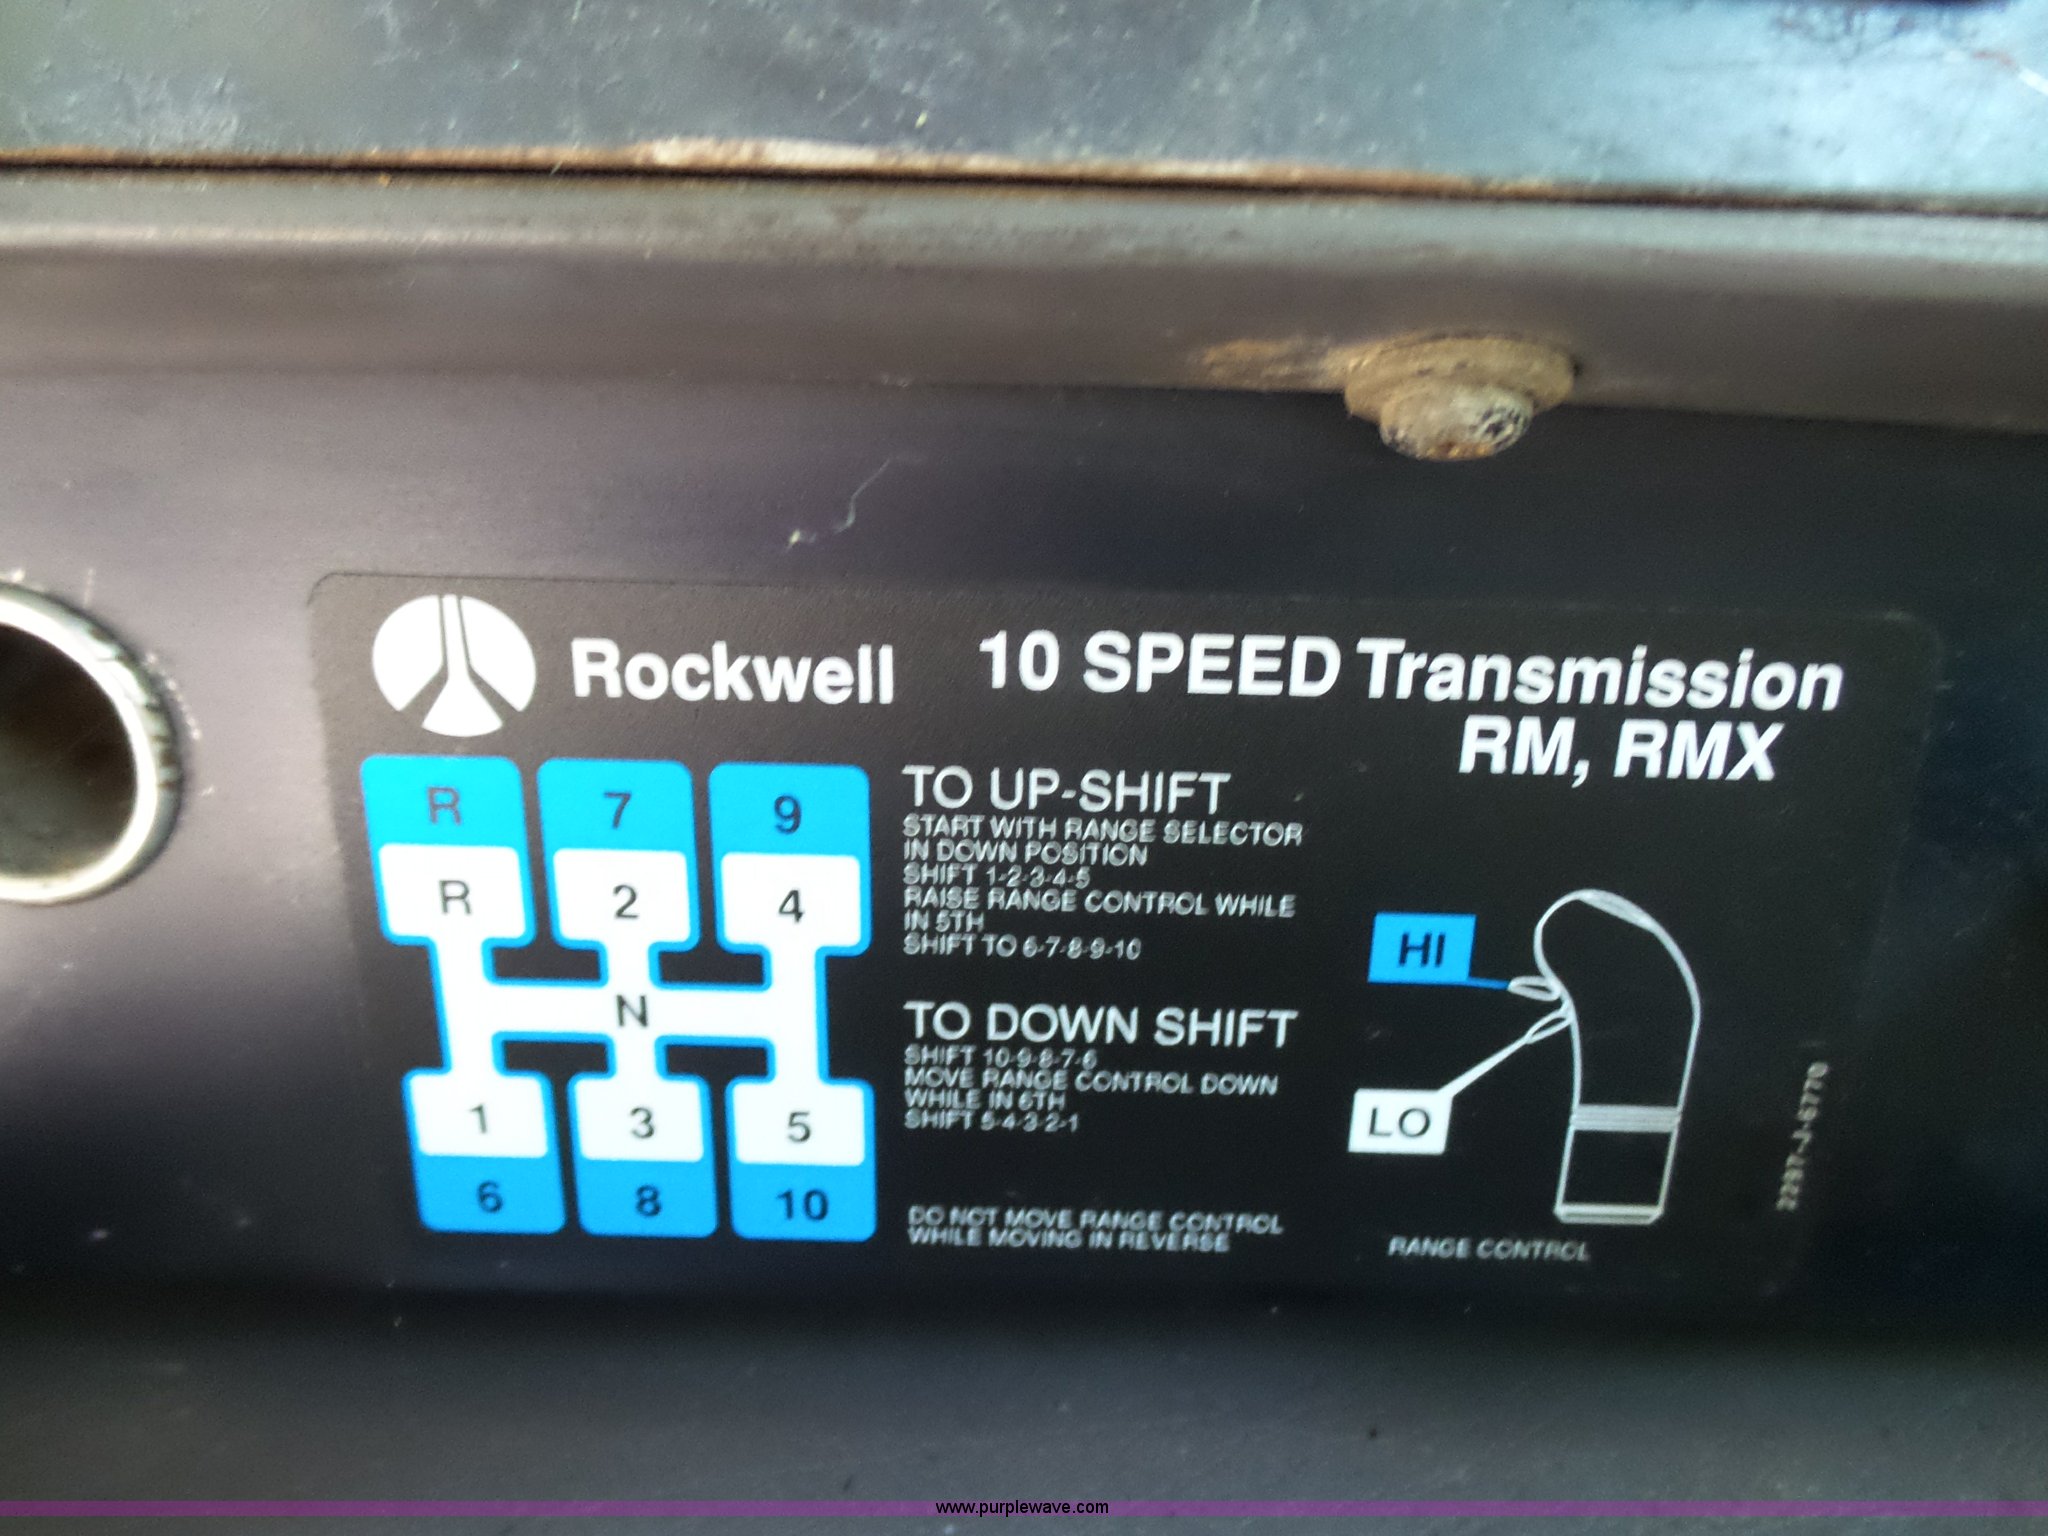 Rockwell 10 SPEED Transmission
RM, RMX
R 7 9
R 2 4
N
1 3 5
6 8 10
TO UP-SHIFT
START WITH RANGE SELECTOR
IN DOWN POSITION
SHIFT 1-2-3-4-5
RAISE RANGE CONTROL WHILE
IN 5TH
SHIFT TO 6-7-8-9-10
TO DOWN SHIFT
SHIFT 10-9-8-7-6
MOVE RANGE CONTROL DOWN
WHILE IN 6TH
SHIFT 5-4-3-2-1
DO NOT MOVE RANGE CONTROL
WHILE MOVING IN REVERSE
HI
LO
RANGE CONTROL
2297-J-6770
www.purplewave.com